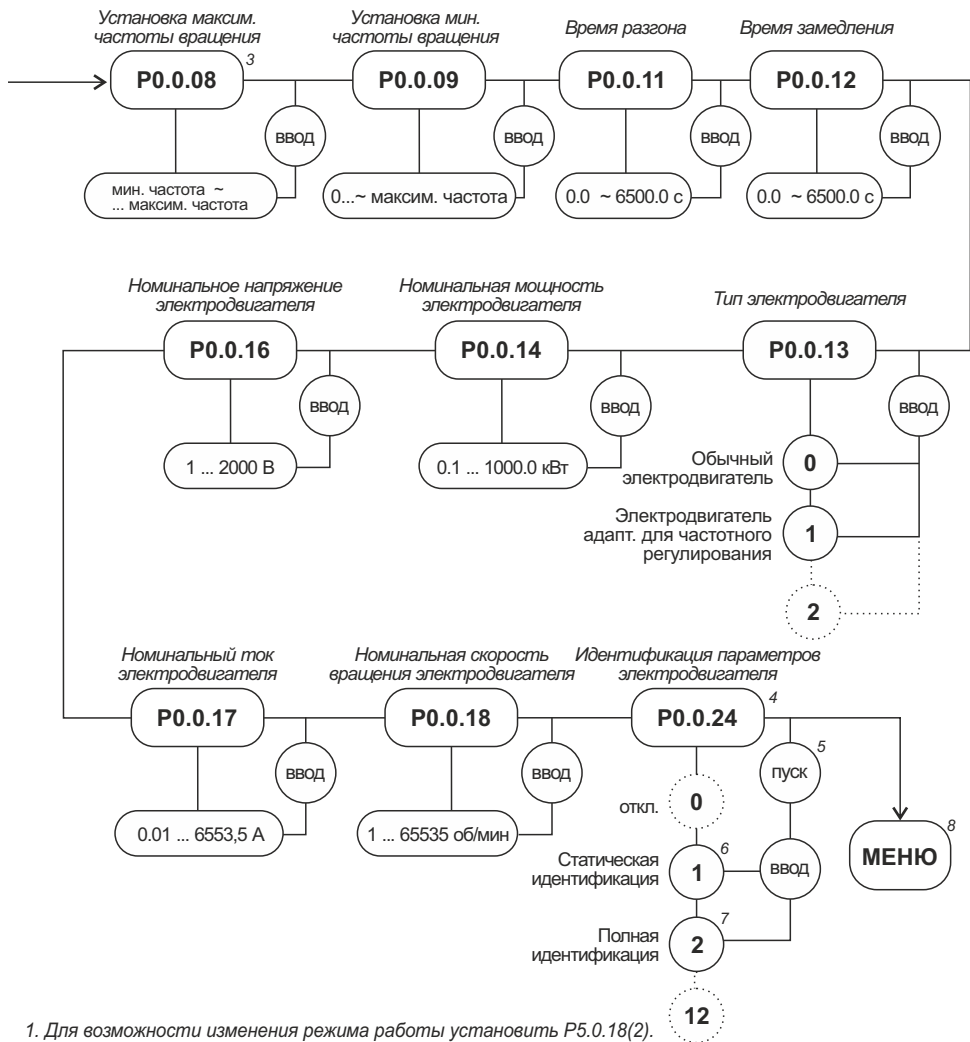 Установка максим.
частоты вращения
Установка мин.
частоты вращения
Время разгона
Время замедления
P0.0.08
3
P0.0.09
P0.0.11
P0.0.12
ВВОД
ВВОД
ВВОД
ВВОД
мин. частота ~
... максим. частота
0...~ максим. частота
0.0 ~ 6500.0 с
0.0 ~ 6500.0 с
Номинальное напряжение
электродвигателя
Номинальная мощность
электродвигателя
Тип электродвигателя
P0.0.16
P0.0.14
P0.0.13
ВВОД
ВВОД
ВВОД
1 ... 2000 В
0.1 ... 1000.0 кВт
Обычный
электродвигатель
0
Электродвигатель
адапт. для частотного
регулирования
1
2
Номинальный ток
электродвигателя
Номинальная скорость
вращения электродвигателя
Идентификация параметров
электродвигателя
P0.0.17
P0.0.18
P0.0.24
4
ВВОД
ВВОД
ПУСК
5
0.01 ... 6553,5 А
1 ... 65535 об/мин
откл.
0
Статическая
идентификация
1
6
ВВОД
МЕНЮ
8
Полная
идентификация
2
7
12
1. Для возможности изменения режима работы установить P5.0.18(2).